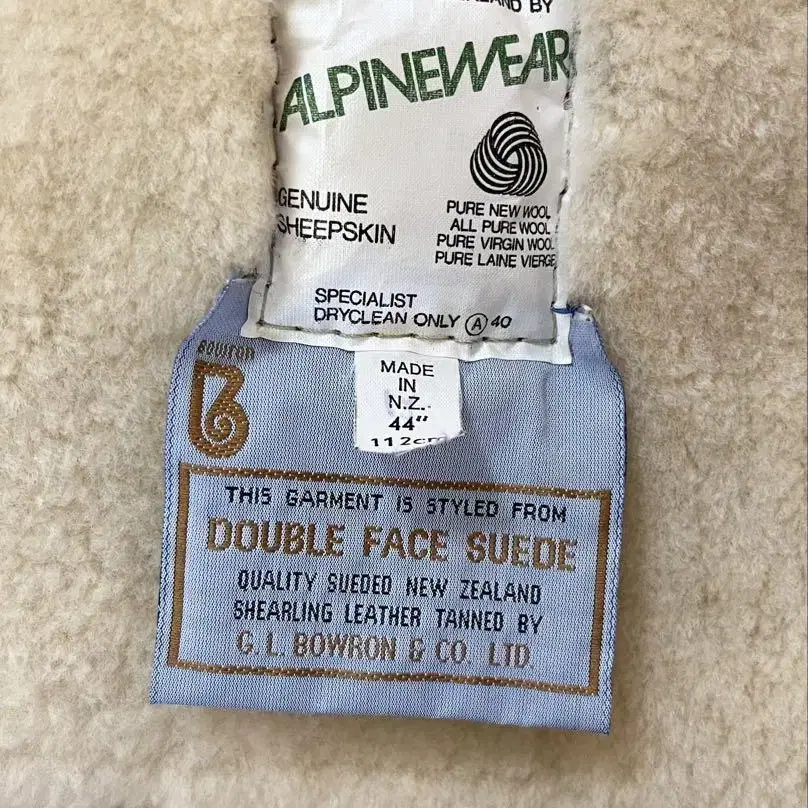 BY
ALPINEWEAR
GENUINE
SHEEPSKIN
PURE NEW WOOL
ALL PURE WOOL
PURE VIRGIN WOOL
PURE LAINE VIERGE
SPECIALIST
DRYCLEAN ONLY Ⓐ 40
BOWRON
MADE
IN
N.Z.
44"
112cm
THIS GARMENT IS STYLED FROM
DOUBLE FACE SUEDE
QUALITY SUEDED NEW ZEALAND
SHEARLING LEATHER TANNED BY
G. L. BOWRON & CO. LTD.